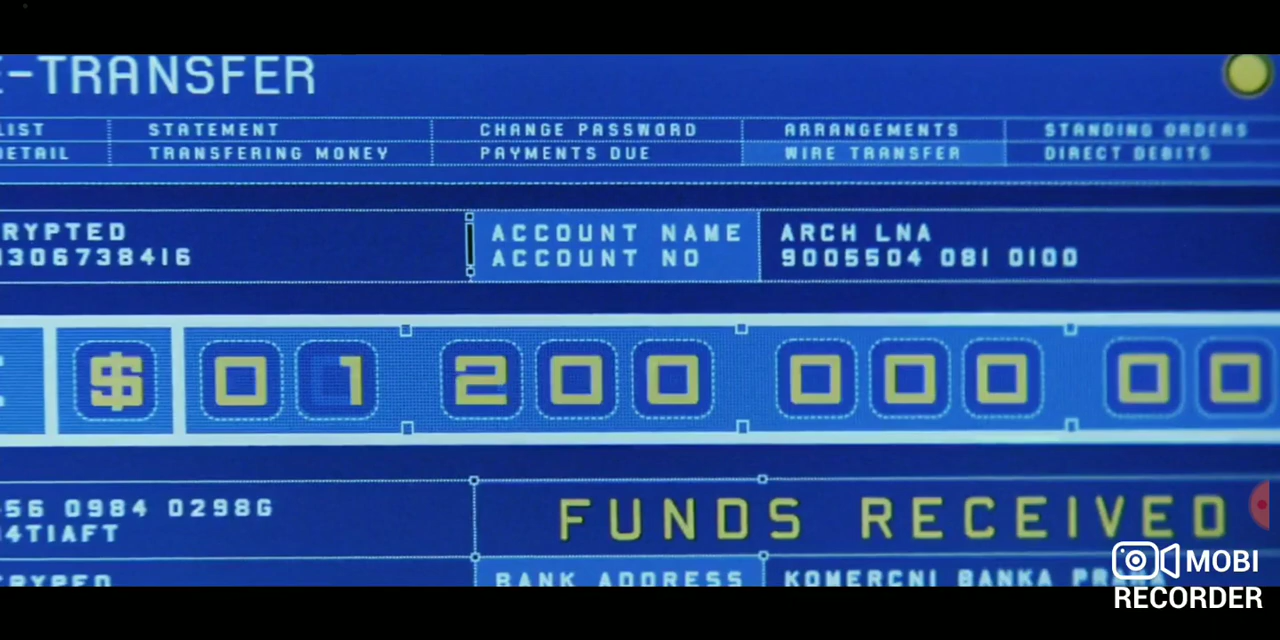 E-TRANSFER
LIST STATEMENT CHANGE PASSWORD ARRANGEMENTS STANDING ORDERS
DETAIL TRANSFERING MONEY PAYMENTS DUE WIRE TRANSFER DIRECT DEBITS
RYPTED ACCOUNT NAME ARCH LNA
1306738416 ACCOUNT NO 9005504 081 0100
$ 01 200 000 00
56 0984 0298G FUNDS RECEIVED
4TIAFT
CRYPED BANK ADDRESS KOMERCNI BANKA
MOBI
RECORDER